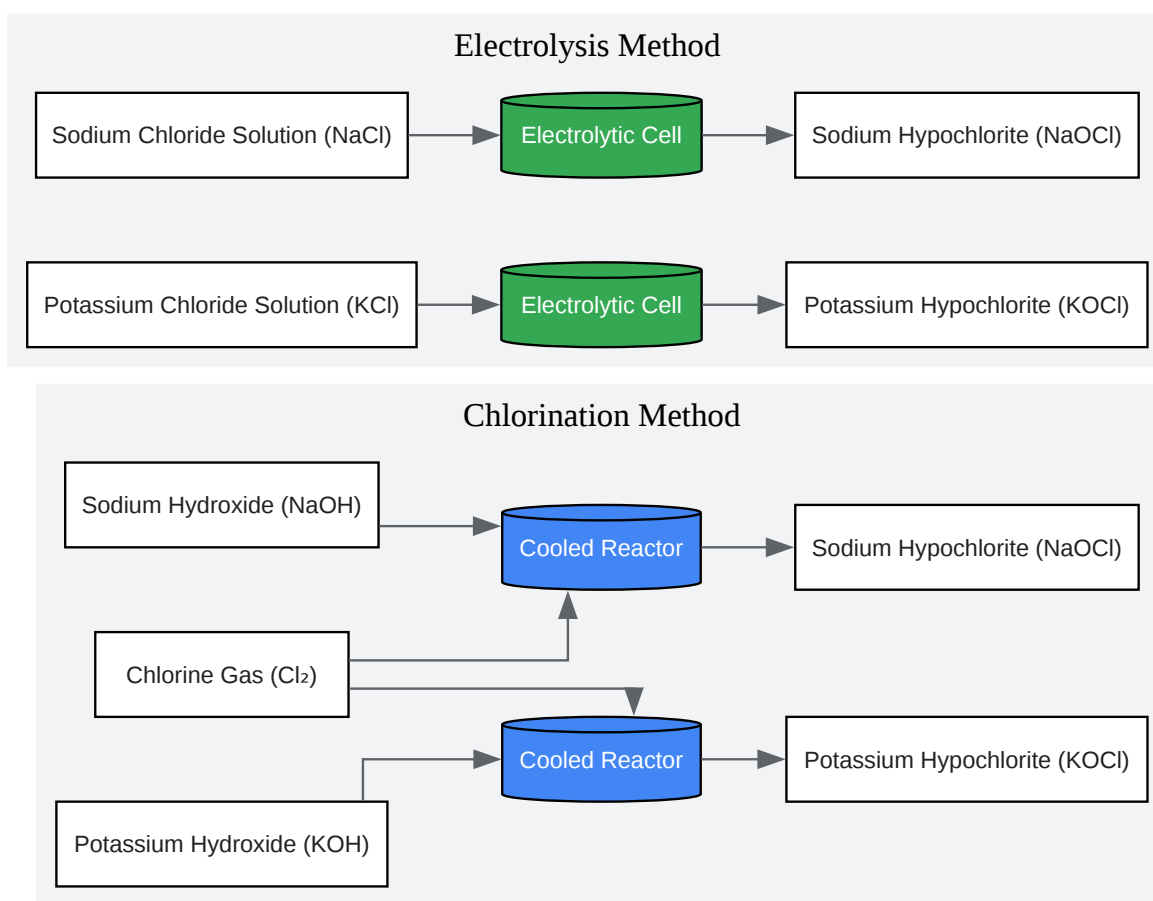 Electrolysis Method
Sodium Chloride Solution (NaCl)
Electrolytic Cell
Sodium Hypochlorite (NaOCl)
Potassium Chloride Solution (KCl)
Electrolytic Cell
Potassium Hypochlorite (KOCl)
Chlorination Method
Sodium Hydroxide (NaOH)
Cooled Reactor
Sodium Hypochlorite (NaOCl)
Chlorine Gas (Cl₂)
Cooled Reactor
Potassium Hypochlorite (KOCl)
Potassium Hydroxide (KOH)